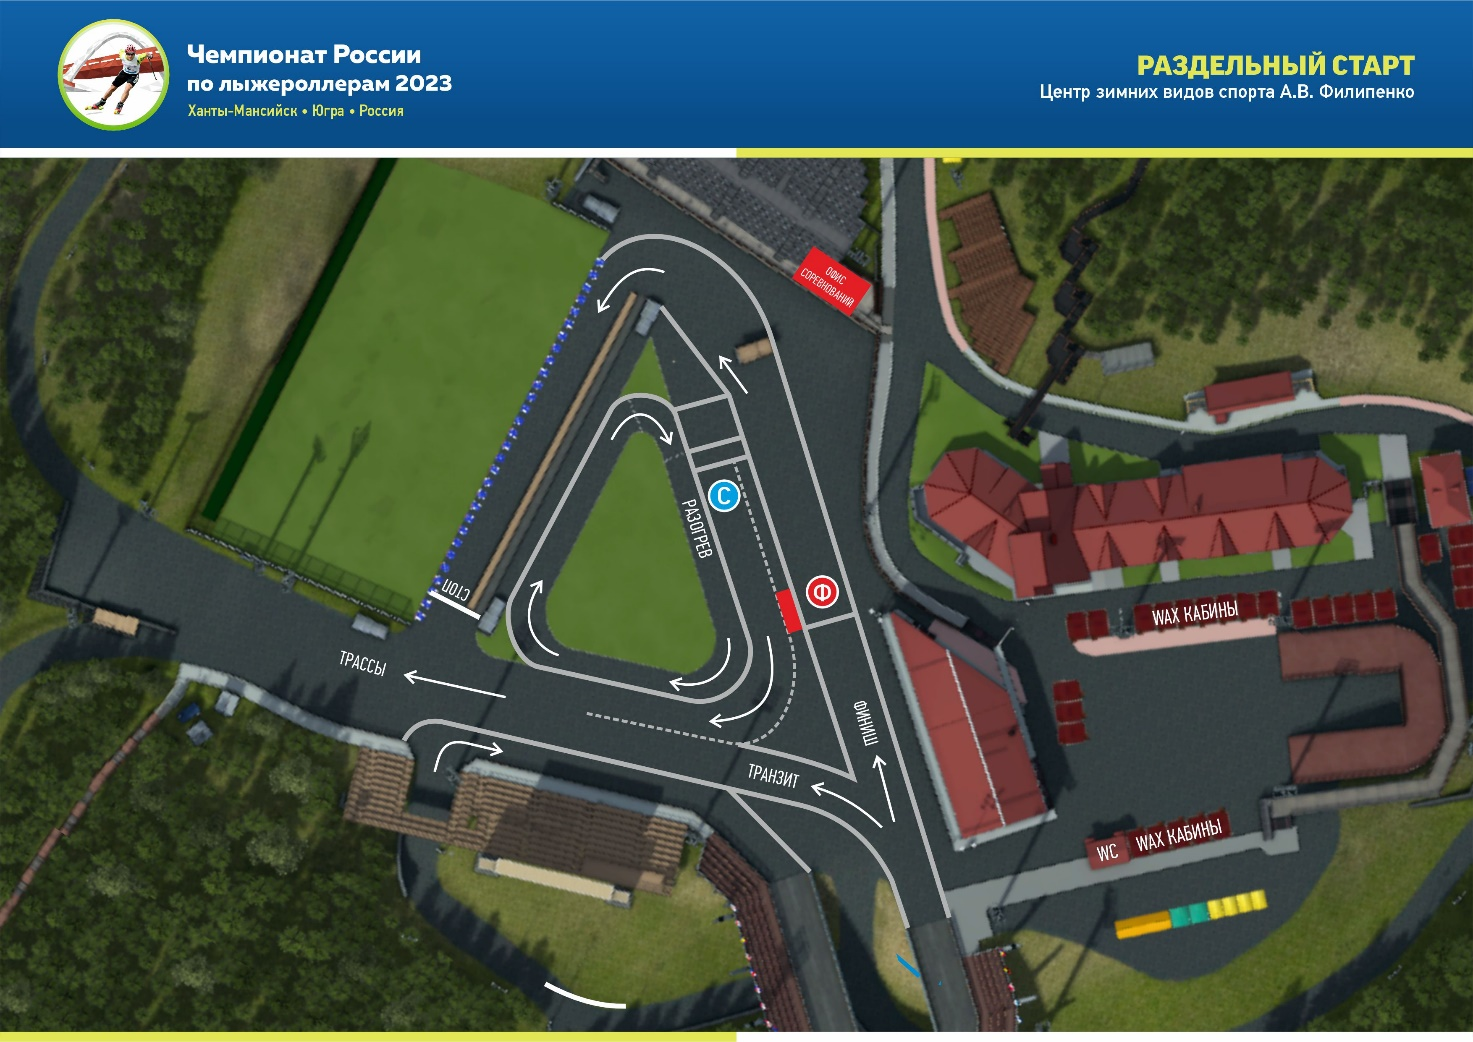 Чемпионат России
по лыжероллерам 2023
Ханты-Мансийск • Югра • Россия
РАЗДЕЛЬНЫЙ СТАРТ
Центр зимних видов спорта А.В. Филипенко
ОФИС
СОРЕВНОВАНИЙ
С
РАЗОГРЕВ
СТОП
Ф
WAX КАБИНЫ
ТРАССЫ
ФИНИШ
ТРАНЗИТ
WC WAX КАБИНЫ